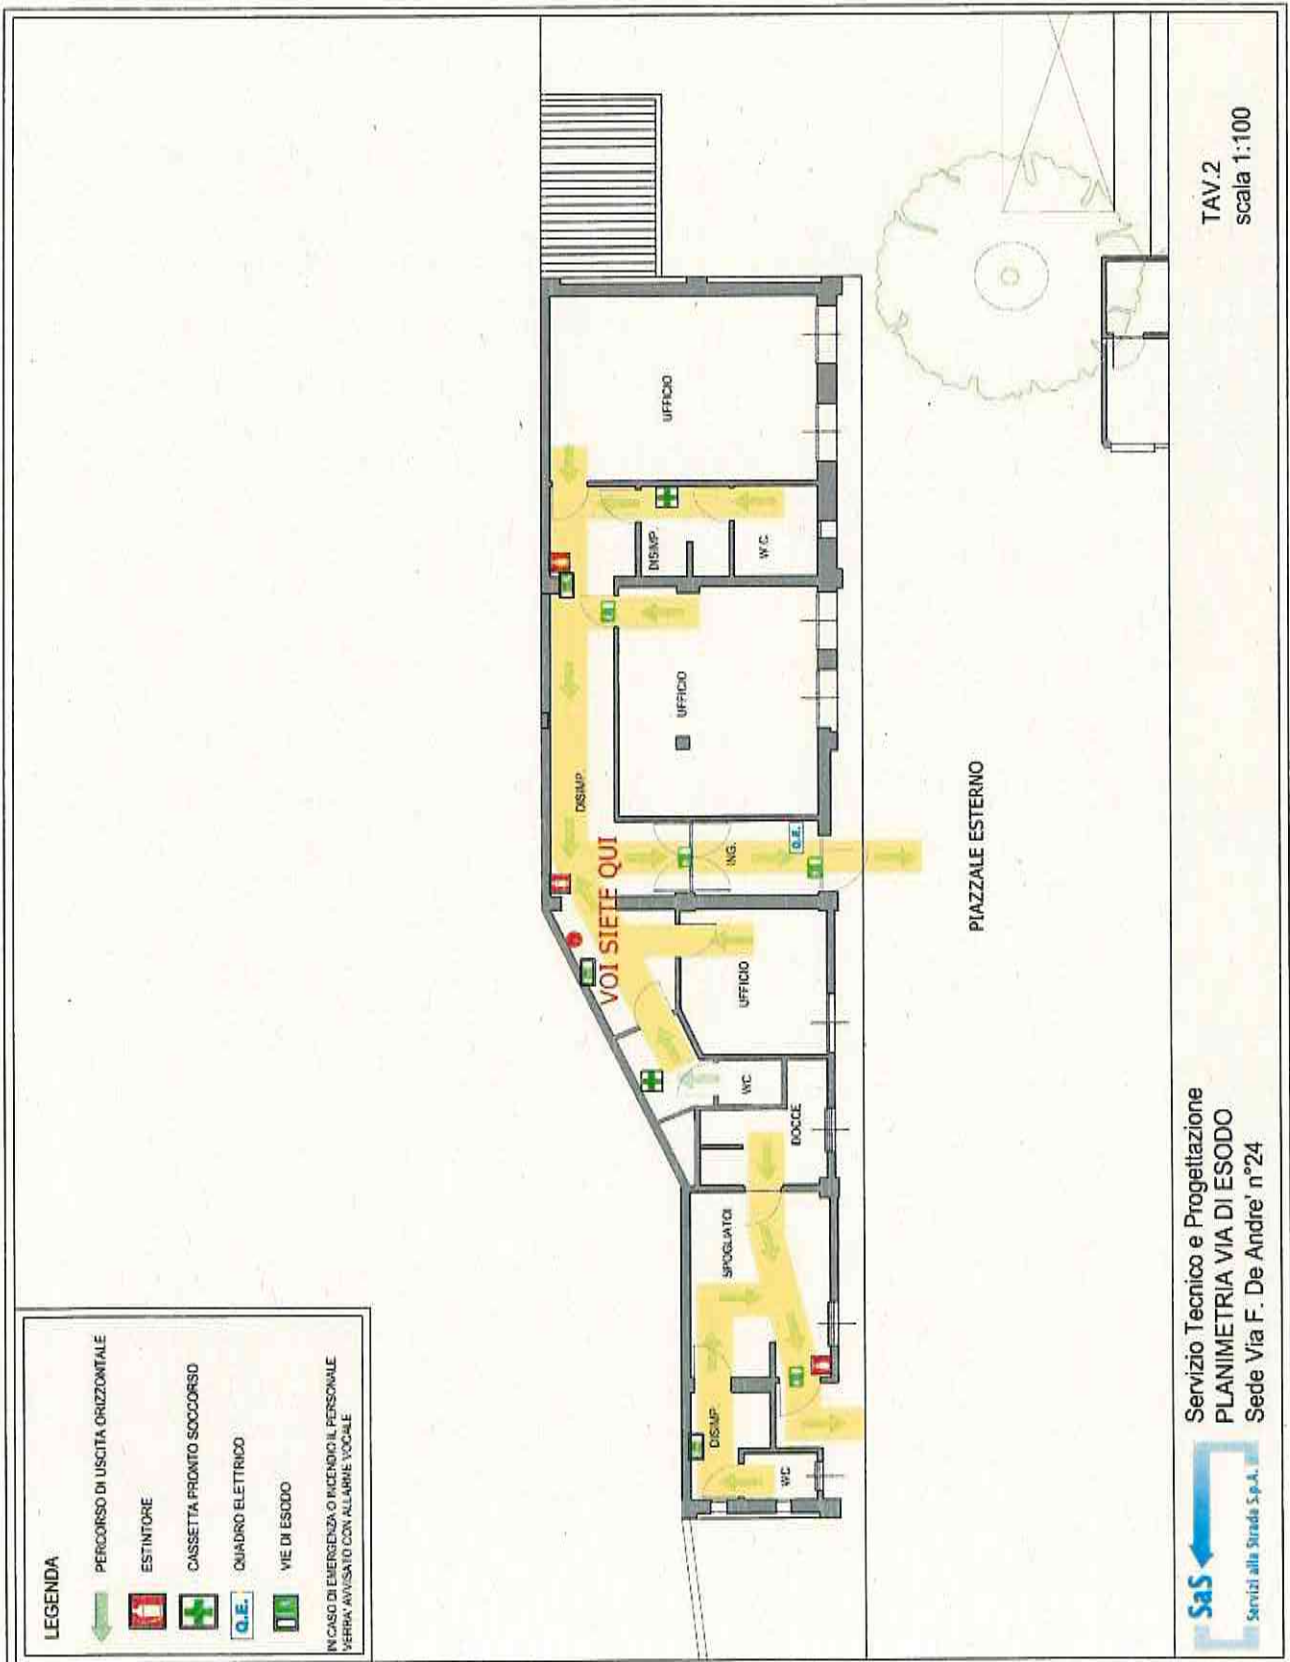 LEGENDA
PERCORSO DI USCITA ORIZZONTALE
ESTINTORE
CASSETTA PRONTO SOCCORSO
Q.E. QUADRO ELETTRICO
VIE DI ESODO
IN CASO DI EMERGENZA O INCENDIO IL PERSONALE
VERRA' AVVISATO CON ALLARME VOCALE
UFFICIO
DISIMP.
W.C.
UFFICIO
DISIMP.
VOI SIETE QUI
ING.
Q.E.
UFFICIO
WC
DOCCE
SPOGLIATOI
DISIMP.
WC
PIAZZALE ESTERNO
SaS
Servizi alla Strada S.p.A.
Servizio Tecnico e Progettazione
PLANIMETRIA VIA DI ESODO
Sede Via F. De Andre' n°24
TAV.2
scala 1:100